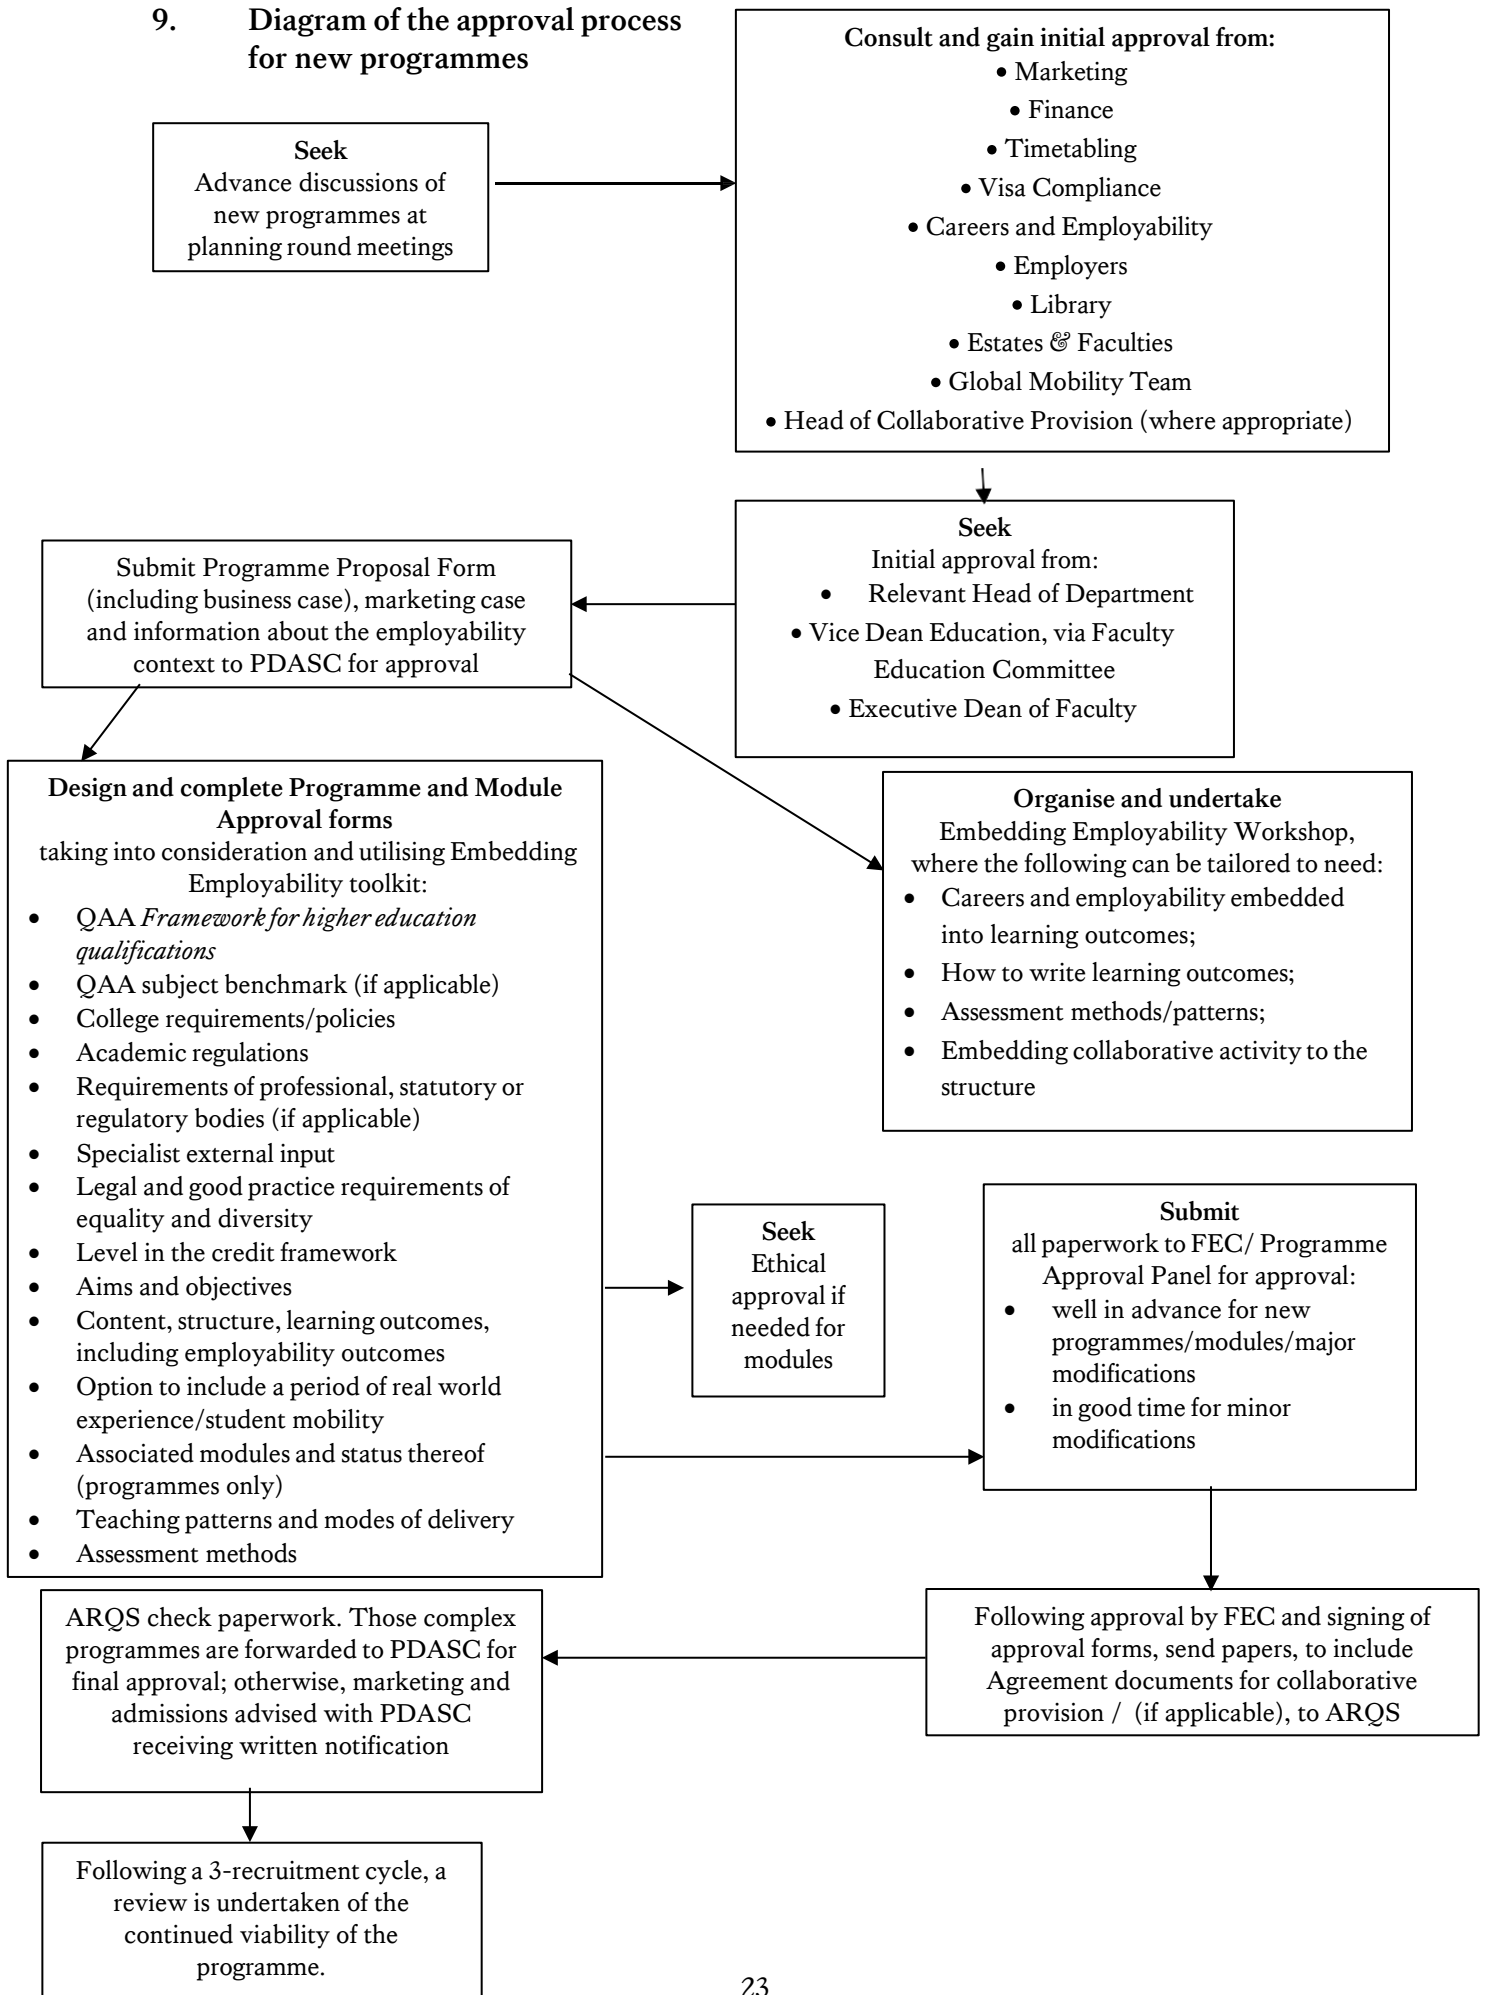 9. Diagram of the approval process
for new programmes
Seek
Advance discussions of
new programmes at
planning round meetings
Consult and gain initial approval from:
• Marketing
• Finance
• Timetabling
• Visa Compliance
• Careers and Employability
• Employers
• Library
• Estates & Faculties
• Global Mobility Team
• Head of Collaborative Provision (where appropriate)
Seek
Initial approval from:
• Relevant Head of Department
• Vice Dean Education, via Faculty
Education Committee
• Executive Dean of Faculty
Submit Programme Proposal Form
(including business case), marketing case
and information about the employability
context to PDASC for approval
Design and complete Programme and Module
Approval forms
taking into consideration and utilising Embedding
Employability toolkit:
• QAA Framework for higher education
qualifications
• QAA subject benchmark (if applicable)
• College requirements/policies
• Academic regulations
• Requirements of professional, statutory or
regulatory bodies (if applicable)
• Specialist external input
• Legal and good practice requirements of
equality and diversity
• Level in the credit framework
• Aims and objectives
• Content, structure, learning outcomes,
including employability outcomes
• Option to include a period of real world
experience/student mobility
• Associated modules and status thereof
(programmes only)
• Teaching patterns and modes of delivery
• Assessment methods
Organise and undertake
Embedding Employability Workshop,
where the following can be tailored to need:
• Careers and employability embedded
into learning outcomes;
• How to write learning outcomes;
• Assessment methods/patterns;
• Embedding collaborative activity to the
structure
Seek
Ethical
approval if
needed for
modules
Submit
all paperwork to FEC/ Programme
Approval Panel for approval:
• well in advance for new
programmes/modules/major
modifications
• in good time for minor
modifications
Following approval by FEC and signing of
approval forms, send papers, to include
Agreement documents for collaborative
provision / (if applicable), to ARQS
ARQS check paperwork. Those complex
programmes are forwarded to PDASC for
final approval; otherwise, marketing and
admissions advised with PDASC
receiving written notification
Following a 3-recruitment cycle, a
review is undertaken of the
continued viability of the
programme.
23